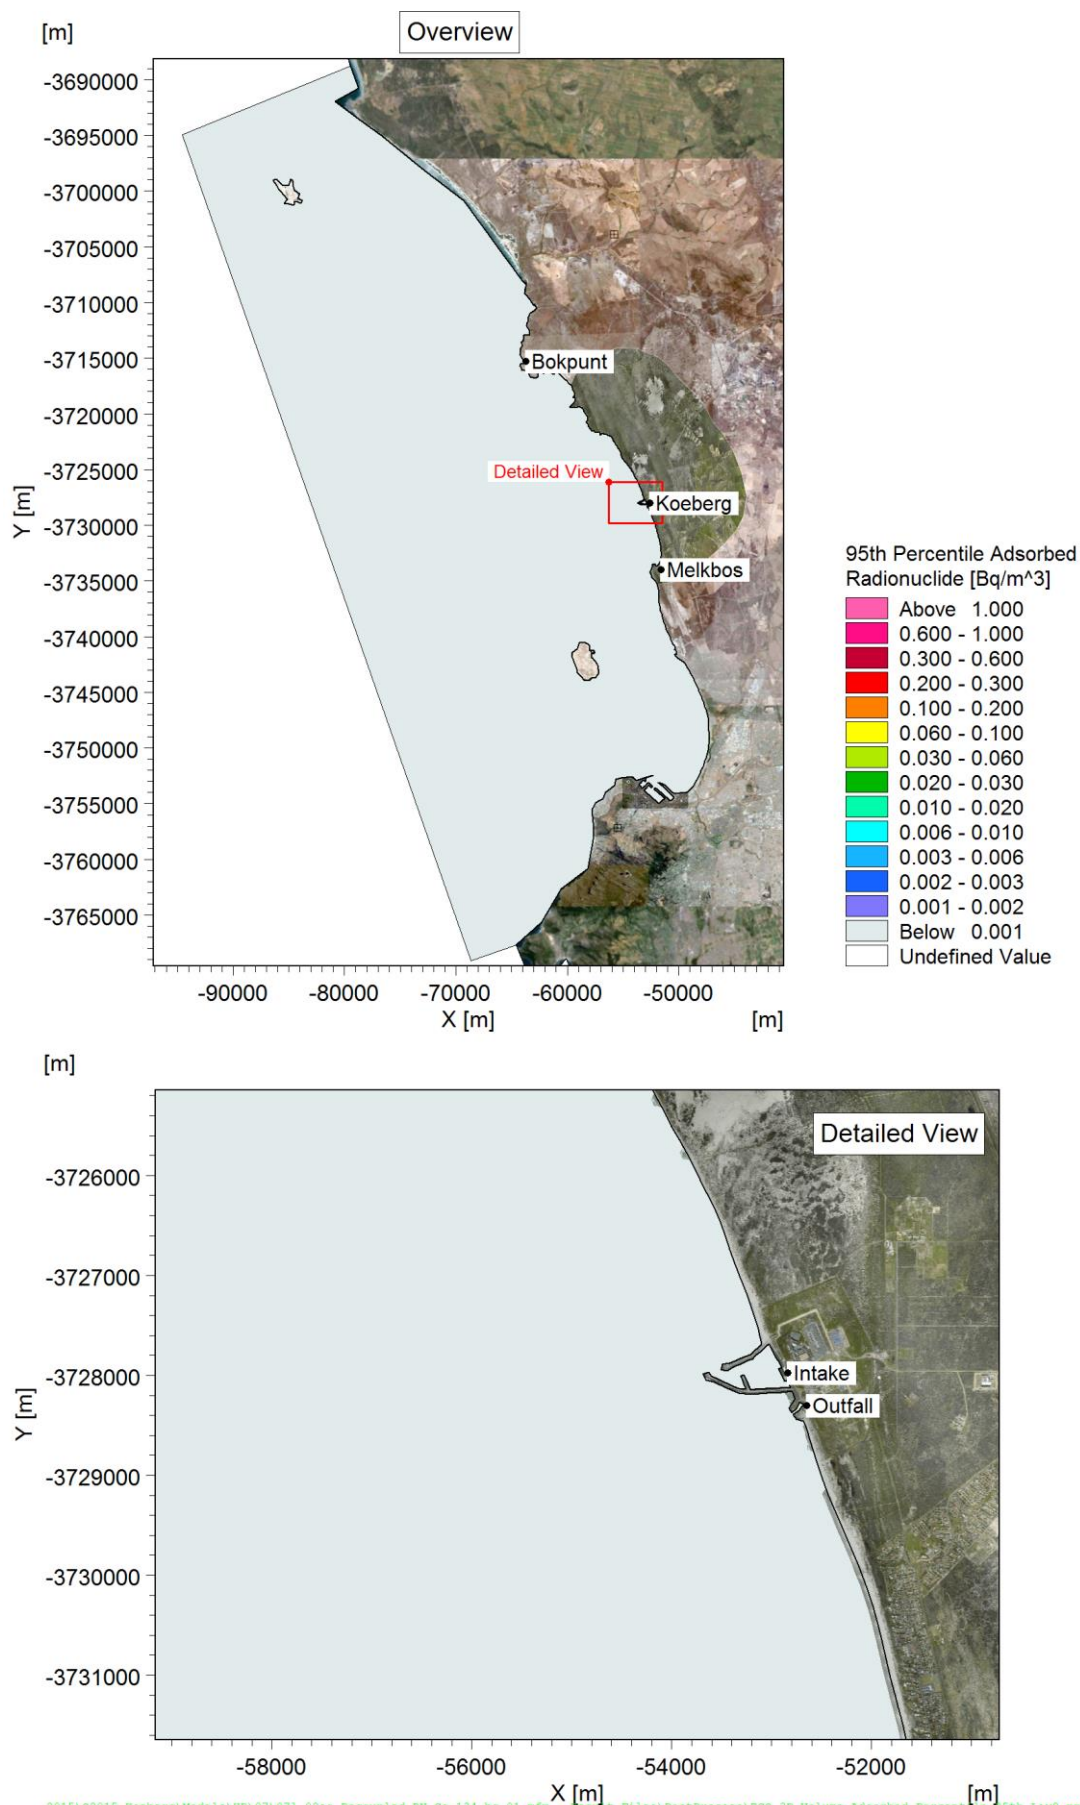 [m]
Overview
-3690000
-3695000
-3700000
-3705000
-3710000
-3715000
-3720000
-3725000
-3730000
-3735000
-3740000
-3745000
-3750000
-3755000
-3760000
-3765000
Y [m]
Bokpunt
Detailed View
Koeberg
Melkbos
-90000
-80000
-70000
-60000
-50000
X [m]
[m]
95th Percentile Adsorbed
Radionuclide [Bq/m^3]
Above 1.000
0.600 - 1.000
0.300 - 0.600
0.200 - 0.300
0.100 - 0.200
0.060 - 0.100
0.030 - 0.060
0.020 - 0.030
0.010 - 0.020
0.006 - 0.010
0.003 - 0.006
0.002 - 0.003
0.001 - 0.002
Below 0.001
Undefined Value
[m]
Detailed View
-3726000
-3727000
-3728000
-3729000
-3730000
-3731000
Y [m]
Intake
Outfall
-58000
-56000
-54000
-52000
X [m]
[m]